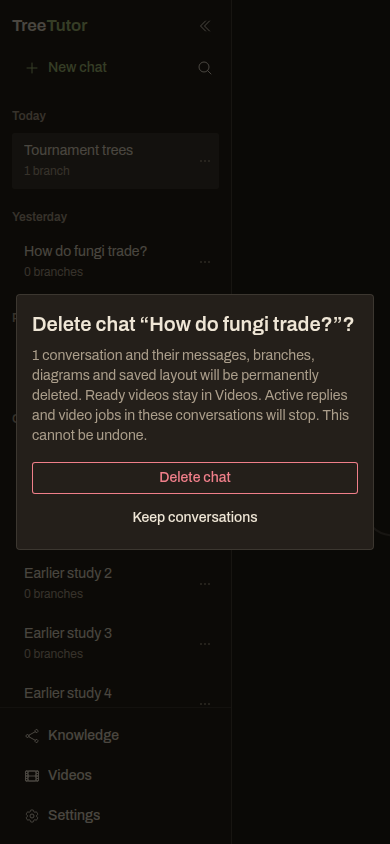 TreeTutor
New chat
Today
Tournament trees
1 branch
Yesterday
How do fungi trade?
0 branches
Delete chat “How do fungi trade?”?
1 conversation and their messages, branches,
diagrams and saved layout will be permanently
deleted. Ready videos stay in Videos. Active replies
and video jobs in these conversations will stop. This
cannot be undone.
Delete chat
Keep conversations
Earlier study 2
0 branches
Earlier study 3
0 branches
Earlier study 4
Knowledge
Videos
Settings